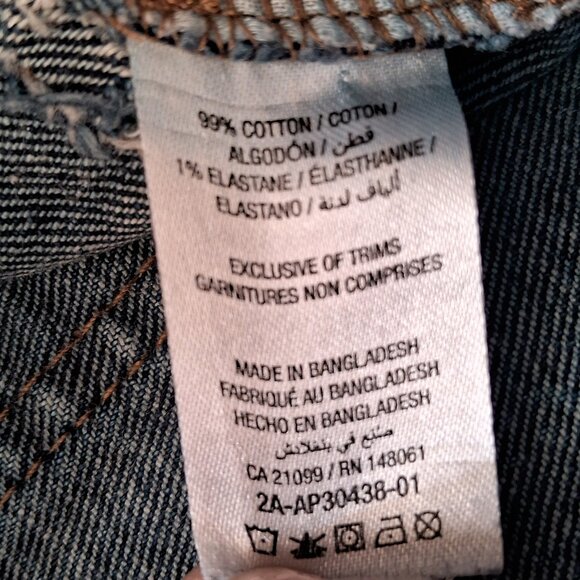 99% COTTON / COTON /
ALGODÓN / قطن
1% ELASTANE / ÉLASTHANNE /
ELASTANO / ألياف لدنة
EXCLUSIVE OF TRIMS
GARNITURES NON COMPRISES
MADE IN BANGLADESH
FABRIQUÉ AU BANGLADESH
HECHO EN BANGLADESH
صنع في بنغلادش
CA 21099 / RN 148061
2A-AP30438-01